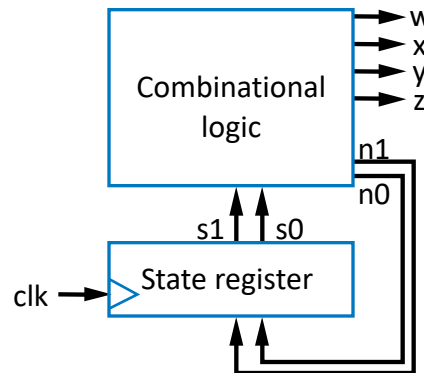 w
x
y
z
Combinational
logic
n1
n0
s1 s0
State register
clk